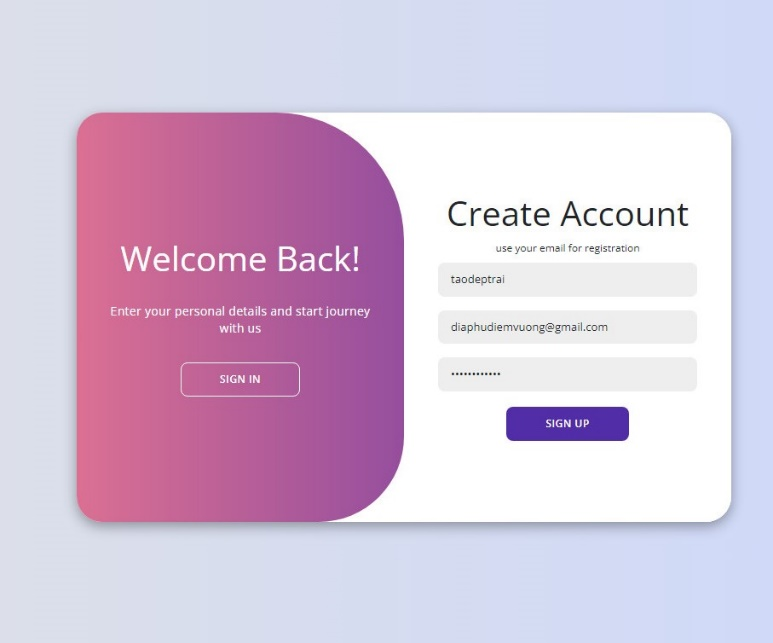 Welcome Back!
Enter your personal details and start journey
with us
SIGN IN
Create Account
use your email for registration
taodeptrai
diaphudiemvuong@gmail.com
••••••••••••
SIGN UP